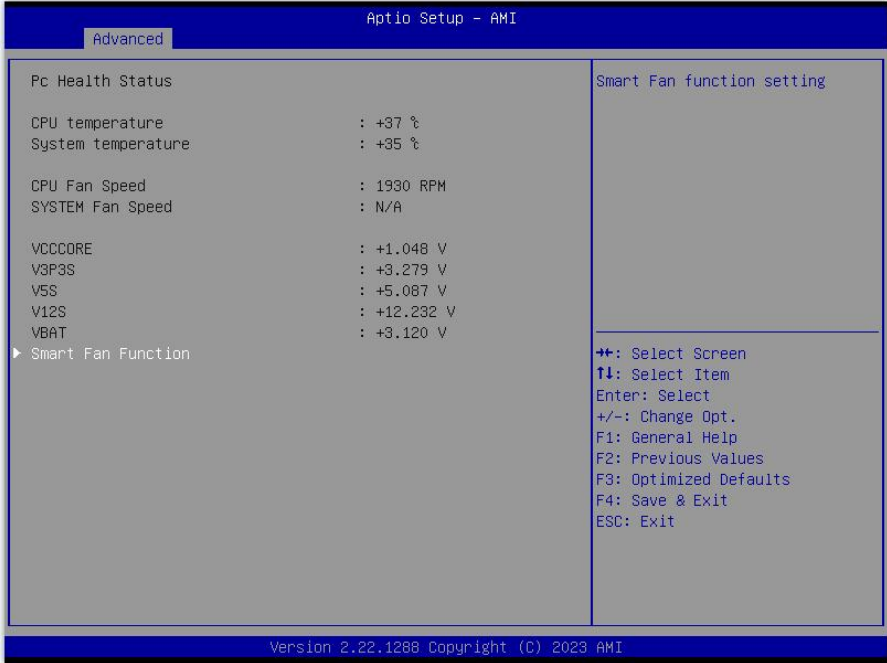 Aptio Setup – AMI
Advanced
Pc Health Status
CPU temperature : +37 ℃
System temperature : +35 ℃
CPU Fan Speed : 1930 RPM
SYSTEM Fan Speed : N/A
VCCCORE : +1.048 V
V3P3S : +3.279 V
V5S : +5.087 V
V12S : +12.232 V
VBAT : +3.120 V
▶ Smart Fan Function
Smart Fan function setting
→←: Select Screen
↑↓: Select Item
Enter: Select
+/-: Change Opt.
F1: General Help
F2: Previous Values
F3: Optimized Defaults
F4: Save & Exit
ESC: Exit
Version 2.22.1288 Copyright (C) 2023 AMI